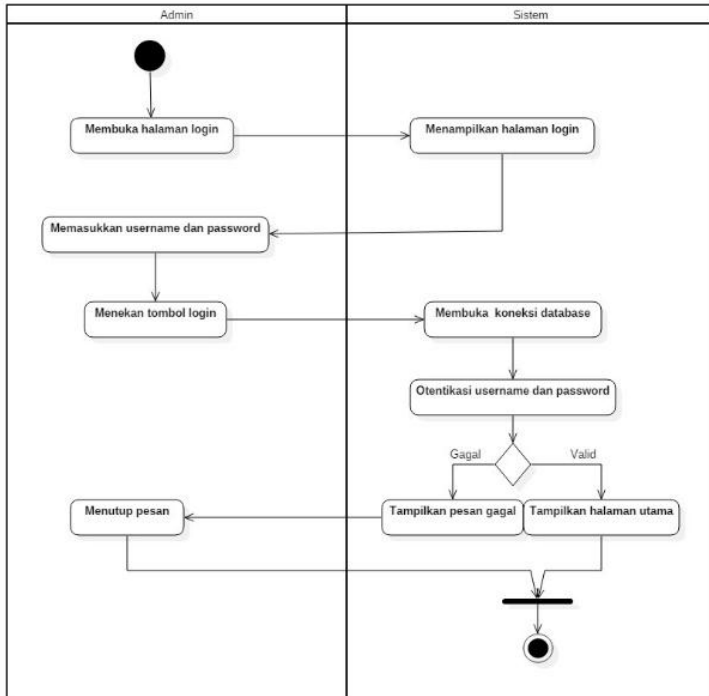 Admin
Sistem
Membuka halaman login
Menampilkan halaman login
Memasukkan username dan password
Menekan tombol login
Membuka koneksi database
Otentikasi username dan password
Gagal
Valid
Menutup pesan
Tampilkan pesan gagal
Tampilkan halaman utama